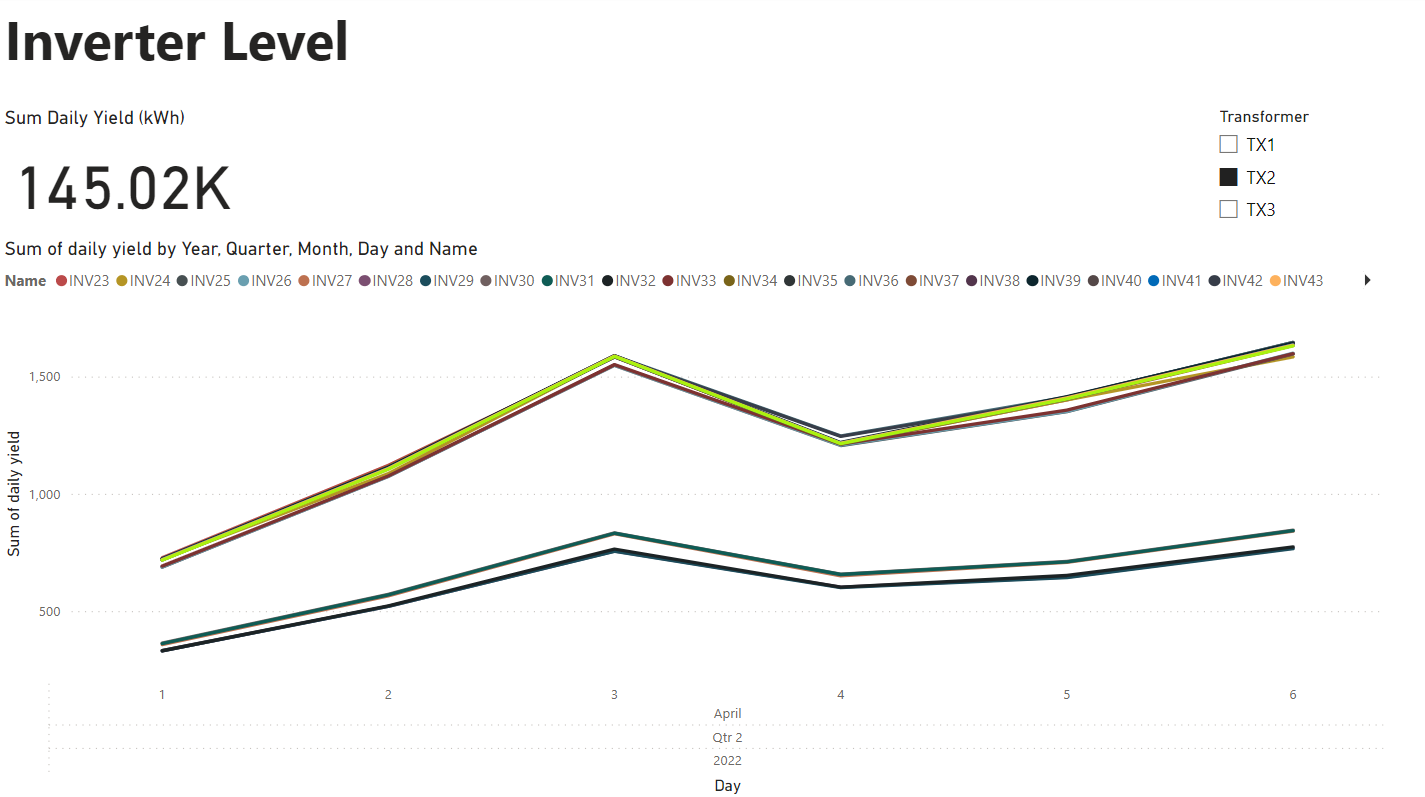 Inverter Level
Sum Daily Yield (kWh)
145.02K
Transformer
TX1
TX2
TX3
Sum of daily yield by Year, Quarter, Month, Day and Name
Name INV23 INV24 INV25 INV26 INV27 INV28 INV29 INV30 INV31 INV32 INV33 INV34 INV35 INV36 INV37 INV38 INV39 INV40 INV41 INV42 INV43
Sum of daily yield
1,500
1,000
500
1 2 3 4 5 6
April
Qtr 2
2022
Day